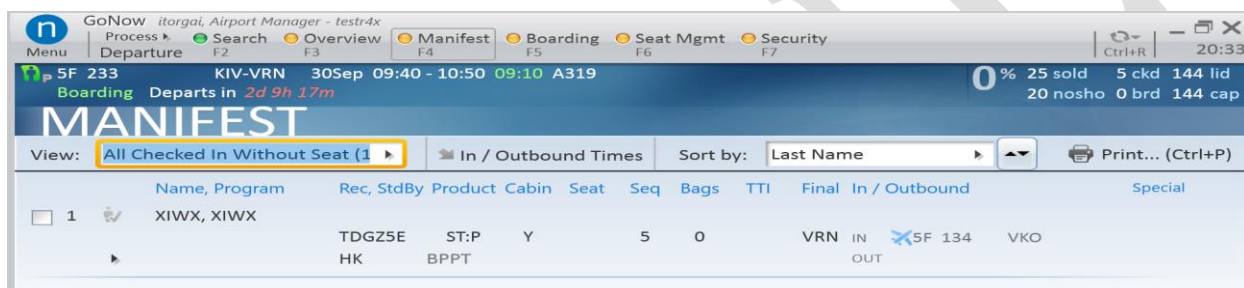 GoNow itorgai, Airport Manager - testr4x
n Menu Process Departure Search F2 Overview F3 Manifest F4 Boarding F5 Seat Mgmt F6 Security F7 Ctrl+R 20:33
P 5F 233 KIV-VRN 30Sep 09:40 - 10:50 09:10 A319 0 % 25 sold 5 ckd 144 lid
Boarding Departs in 2d 9h 17m 20 nosho 0 brd 144 cap
MANIFEST
View: All Checked In Without Seat (1 In / Outbound Times Sort by: Last Name Print... (Ctrl+P)
Name, Program Rec, StdBy Product Cabin Seat Seq Bags TTI Final In / Outbound Special
1 XIWX, XIWX
TDGZ5E ST:P Y 5 0 VRN IN 5F 134 VKO
HK BPPT OUT